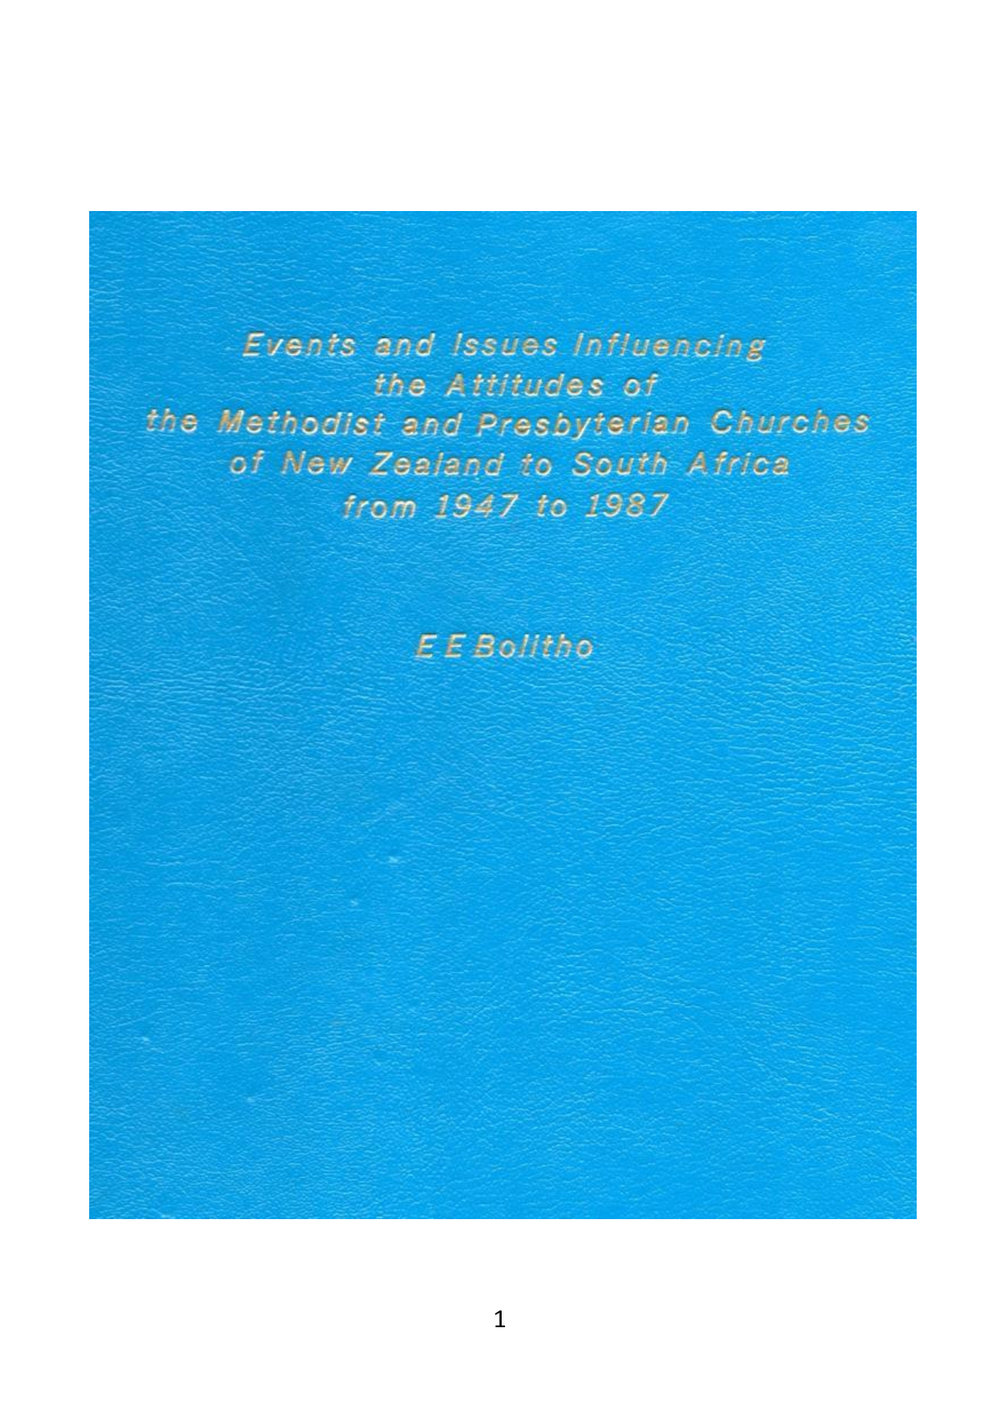 Events and Issues Influencing
the Attitudes of
the Methodist and Presbyterian Churches
of New Zealand to South Africa
from 1947 to 1987
E E Bolitho
1